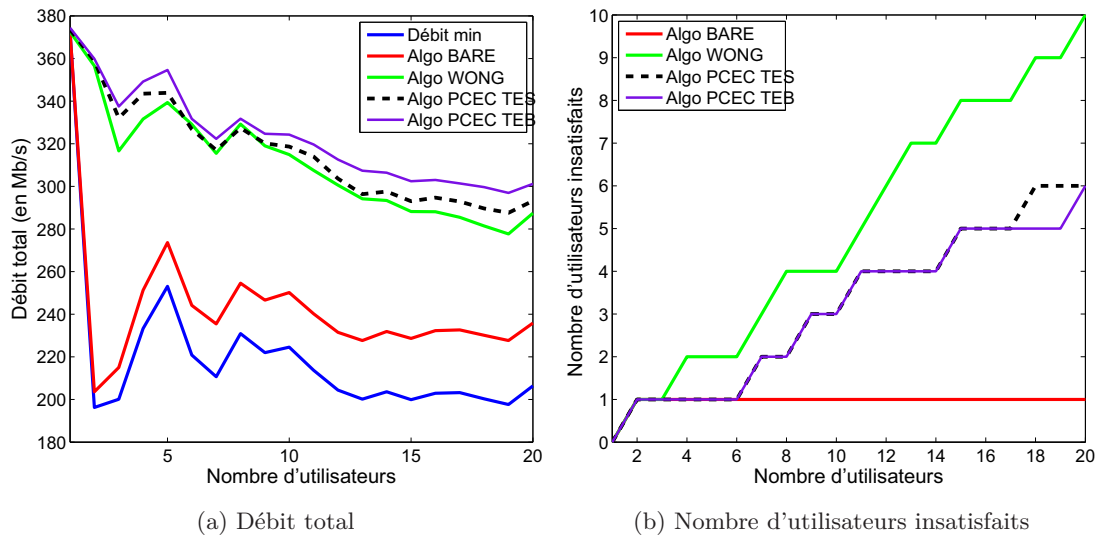 380
360
340
320
300
280
260
240
220
200
180
Débit total (en Mb/s)
5
10
15
20
Nombre d'utilisateurs
Débit min
Algo BARE
Algo WONG
Algo PCEC TES
Algo PCEC TEB
(a) Débit total
10
9
8
7
6
5
4
3
2
1
0
Nombre d'utilisateurs insatisfaits
2
4
6
8
10
12
14
16
18
20
Nombre d'utilisateurs
Algo BARE
Algo WONG
Algo PCEC TES
Algo PCEC TEB
(b) Nombre d'utilisateurs insatisfaits